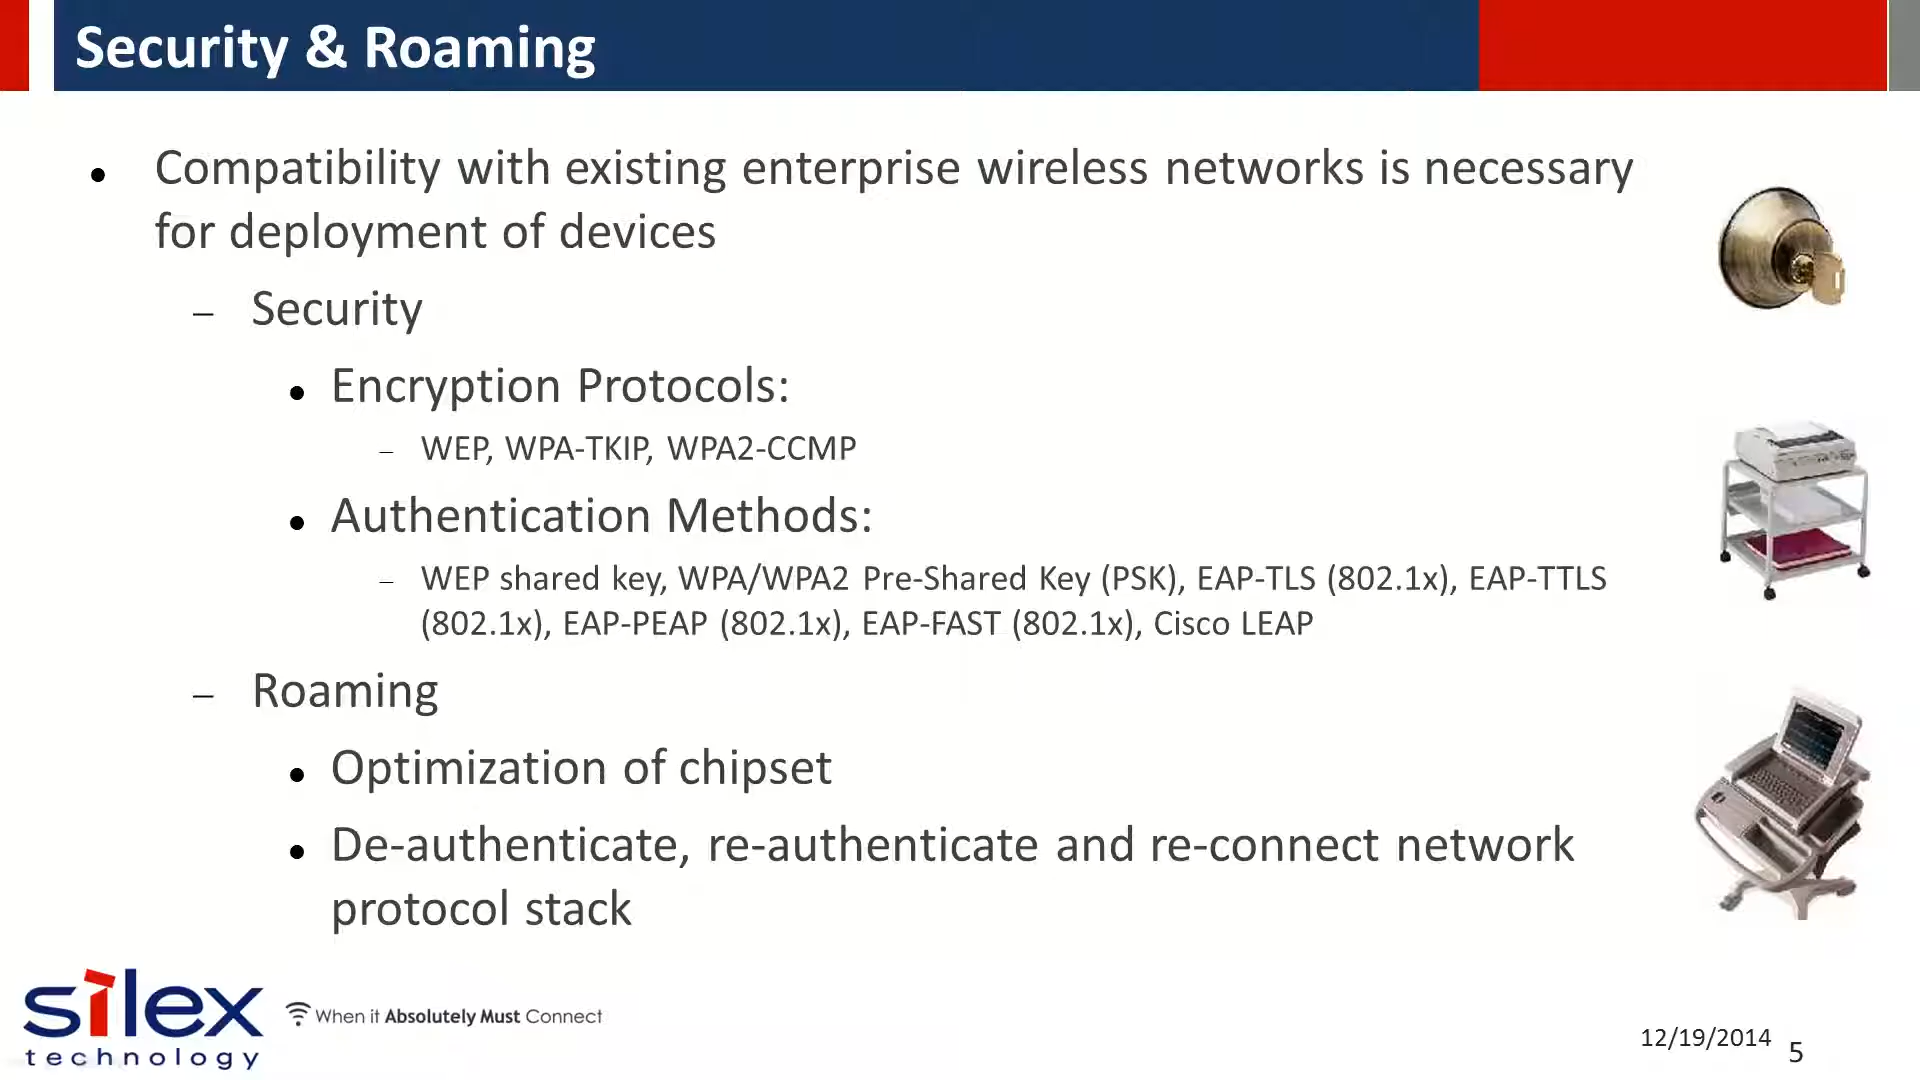 Security & Roaming
● Compatibility with existing enterprise wireless networks is necessary
for deployment of devices
– Security
● Encryption Protocols:
– WEP, WPA-TKIP, WPA2-CCMP
● Authentication Methods:
– WEP shared key, WPA/WPA2 Pre-Shared Key (PSK), EAP-TLS (802.1x), EAP-TTLS
(802.1x), EAP-PEAP (802.1x), EAP-FAST (802.1x), Cisco LEAP
– Roaming
● Optimization of chipset
● De-authenticate, re-authenticate and re-connect network
protocol stack
silex
technology
When it Absolutely Must Connect
12/19/2014
5